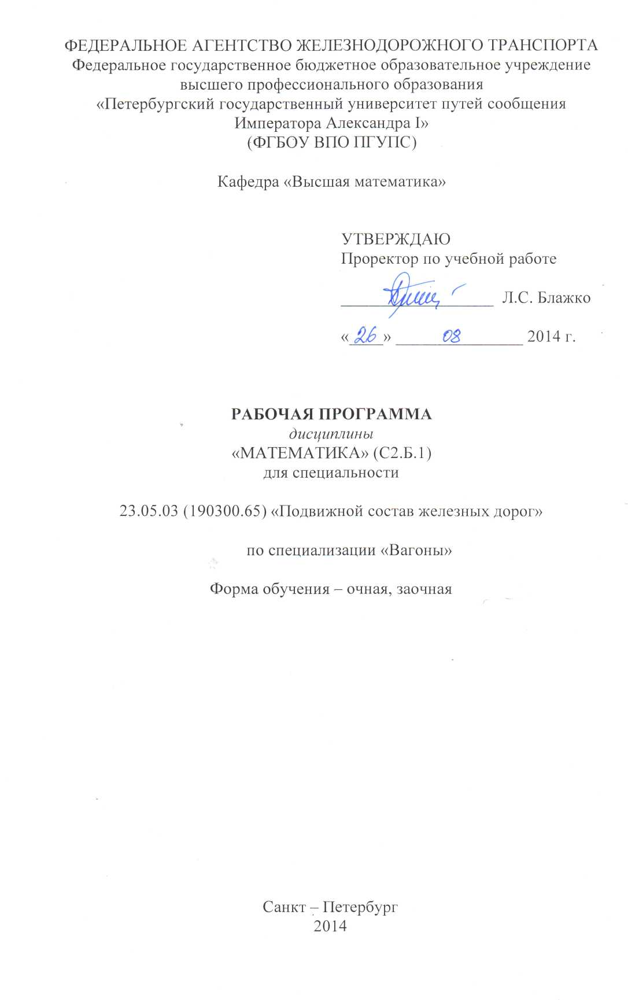 ФЕДЕРАЛЬНОЕ АГЕНТСТВО ЖЕЛЕЗНОДОРОЖНОГО ТРАНСПОРТА
Федеральное государственное бюджетное образовательное учреждение
высшего профессионального образования
«Петербургский государственный университет путей сообщения
Императора Александра I»
(ФГБОУ ВПО ПГУПС)
Кафедра «Высшая математика»
УТВЕРЖДАЮ
Проректор по учебной работе
Л.С. Блажко
«26» 08 2014 г.
РАБОЧАЯ ПРОГРАММА
дисциплины
«МАТЕМАТИКА» (С2.Б.1)
для специальности
23.05.03 (190300.65) «Подвижной состав железных дорог»
по специализации «Вагоны»
Форма обучения – очная, заочная
Санкт – Петербург
2014